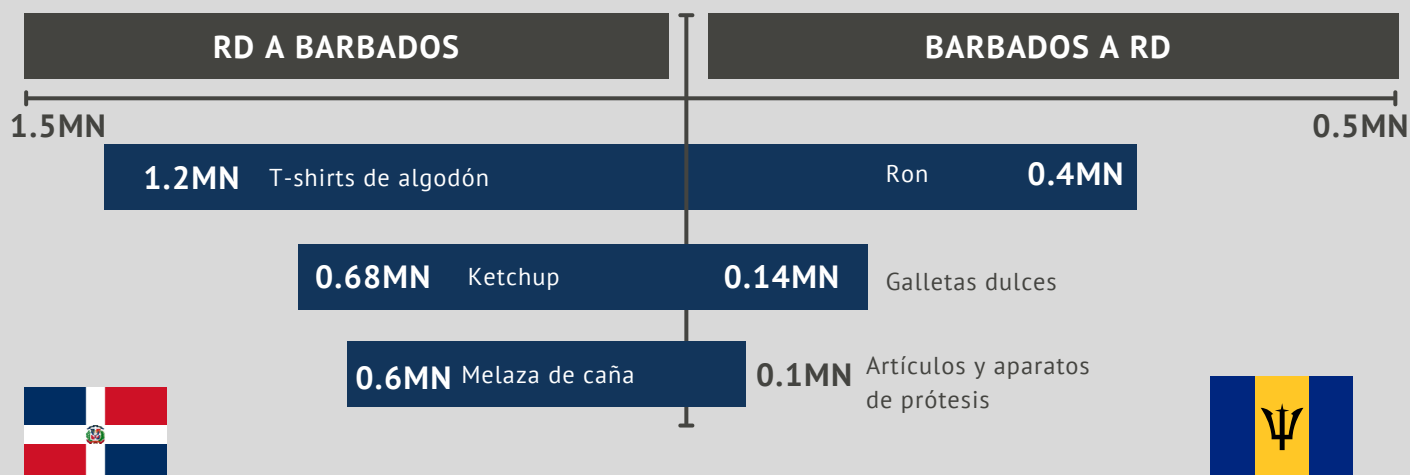 RD A BARBADOS
BARBADOS A RD
1.5MN
0.5MN
1.2MN T-shirts de algodón
Ron 0.4MN
0.68MN Ketchup
0.14MN Galletas dulces
0.6MN Melaza de caña
0.1MN Artículos y aparatos
de prótesis